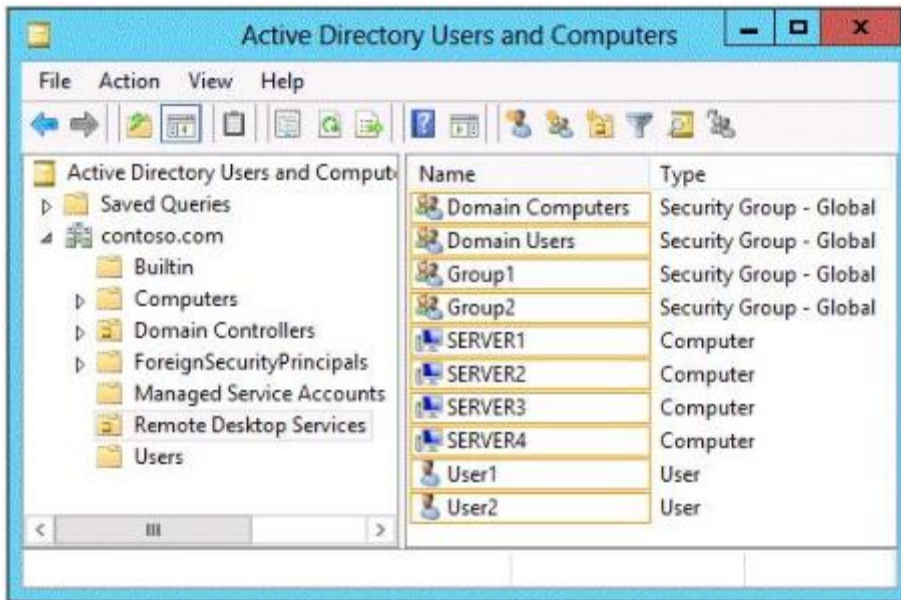 Active Directory Users and Computers
File Action View Help
Active Directory Users and Comput
Saved Queries
contoso.com
Builtin
Computers
Domain Controllers
ForeignSecurityPrincipals
Managed Service Accounts
Remote Desktop Services
Users
Name Type
Domain Computers Security Group - Global
Domain Users Security Group - Global
Group1 Security Group - Global
Group2 Security Group - Global
SERVER1 Computer
SERVER2 Computer
SERVER3 Computer
SERVER4 Computer
User1 User
User2 User